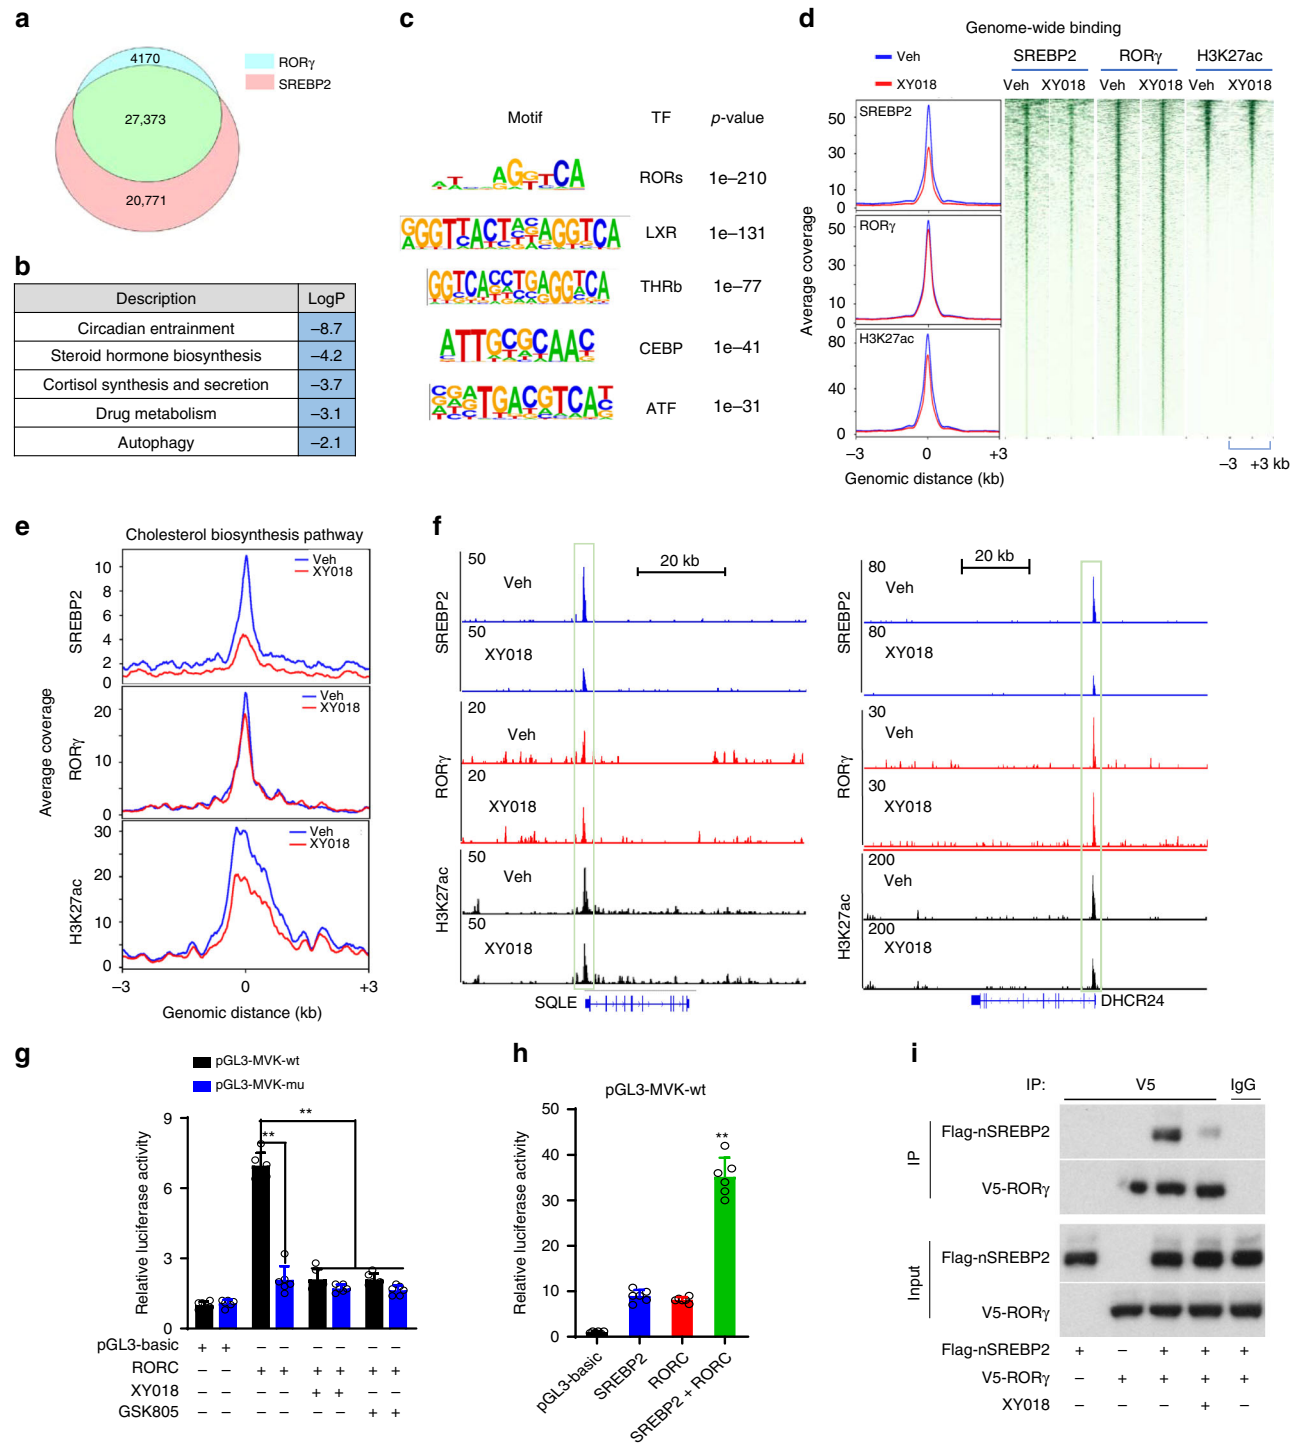 a
4170
27,373
20,771
RORγ
SREBP2
b
Description LogP
Circadian entrainment –8.7
Steroid hormone biosynthesis –4.2
Cortisol synthesis and secretion –3.7
Drug metabolism –3.1
Autophagy –2.1
c
Motif TF p-value
RORs 1e–210
LXR 1e–131
THRb 1e–77
CEBP 1e–41
ATF 1e–31
d
Genome-wide binding
Veh
XY018
SREBP2 RORγ H3K27ac
Veh XY018 Veh XY018 Veh XY018
Average coverage
SREBP2
50
30
10
0
RORγ
50
30
10
0
H3K27ac
80
40
0
–3 0 +3
Genomic distance (kb)
–3 +3 kb
e
Cholesterol biosynthesis pathway
Average coverage
SREBP2
10
8
6
4
2
0
Veh
XY018
RORγ
20
10
0
Veh
XY018
H3K27ac
30
20
10
0
Veh
XY018
–3 0 +3
Genomic distance (kb)
f
20 kb
SREBP2
50
Veh
50
XY018
RORγ
20
Veh
20
XY018
H3K27ac
50
Veh
50
XY018
SQLE
20 kb
SREBP2
80
Veh
80
XY018
RORγ
30
Veh
30
XY018
H3K27ac
200
Veh
200
XY018
DHCR24
g
pGL3-MVK-wt
pGL3-MVK-mu
Relative luciferase activity
9
6
3
0
**
**
pGL3-basic + + – – – – – –
RORC – – + + + + + +
XY018 – – – – + + – –
GSK805 – – – – – – + +
h
pGL3-MVK-wt
Relative luciferase activity
50
40
30
20
10
0
**
pGL3-basic
SREBP2
RORC
SREBP2 + RORC
i
IP: V5 IgG
IP
Flag-nSREBP2
V5-RORγ
Input
Flag-nSREBP2
V5-RORγ
Flag-nSREBP2 + – + + +
V5-RORγ – + + + +
XY018 – – – + –